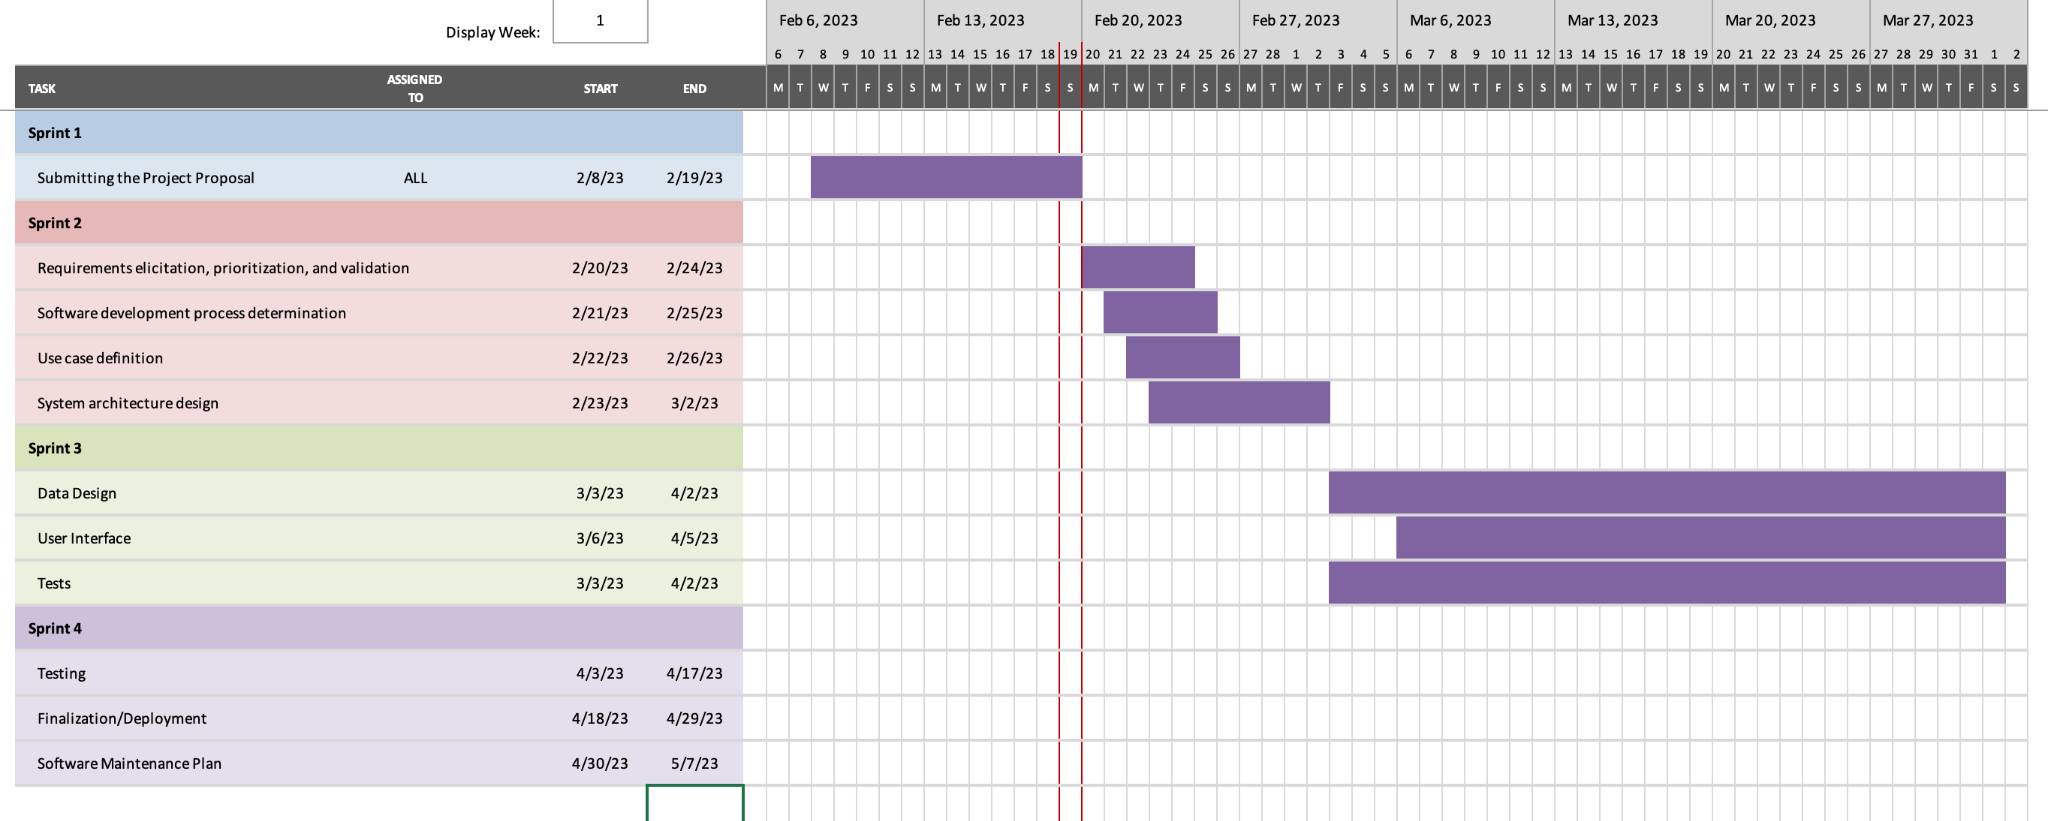 Display Week: 1
Feb 6, 2023 Feb 13, 2023 Feb 20, 2023 Feb 27, 2023 Mar 6, 2023 Mar 13, 2023 Mar 20, 2023 Mar 27, 2023
6 7 8 9 10 11 12 13 14 15 16 17 18 19 20 21 22 23 24 25 26 27 28 1 2 3 4 5 6 7 8 9 10 11 12 13 14 15 16 17 18 19 20 21 22 23 24 25 26 27 28 29 30 31 1 2
TASK ASSIGNED TO START END M T W T F S S M T W T F S S M T W T F S S M T W T F S S M T W T F S S M T W T F S S M T W T F S S M T W T F S S
Sprint 1
Submitting the Project Proposal ALL 2/8/23 2/19/23
Sprint 2
Requirements elicitation, prioritization, and validation 2/20/23 2/24/23
Software development process determination 2/21/23 2/25/23
Use case definition 2/22/23 2/26/23
System architecture design 2/23/23 3/2/23
Sprint 3
Data Design 3/3/23 4/2/23
User Interface 3/6/23 4/5/23
Tests 3/3/23 4/2/23
Sprint 4
Testing 4/3/23 4/17/23
Finalization/Deployment 4/18/23 4/29/23
Software Maintenance Plan 4/30/23 5/7/23